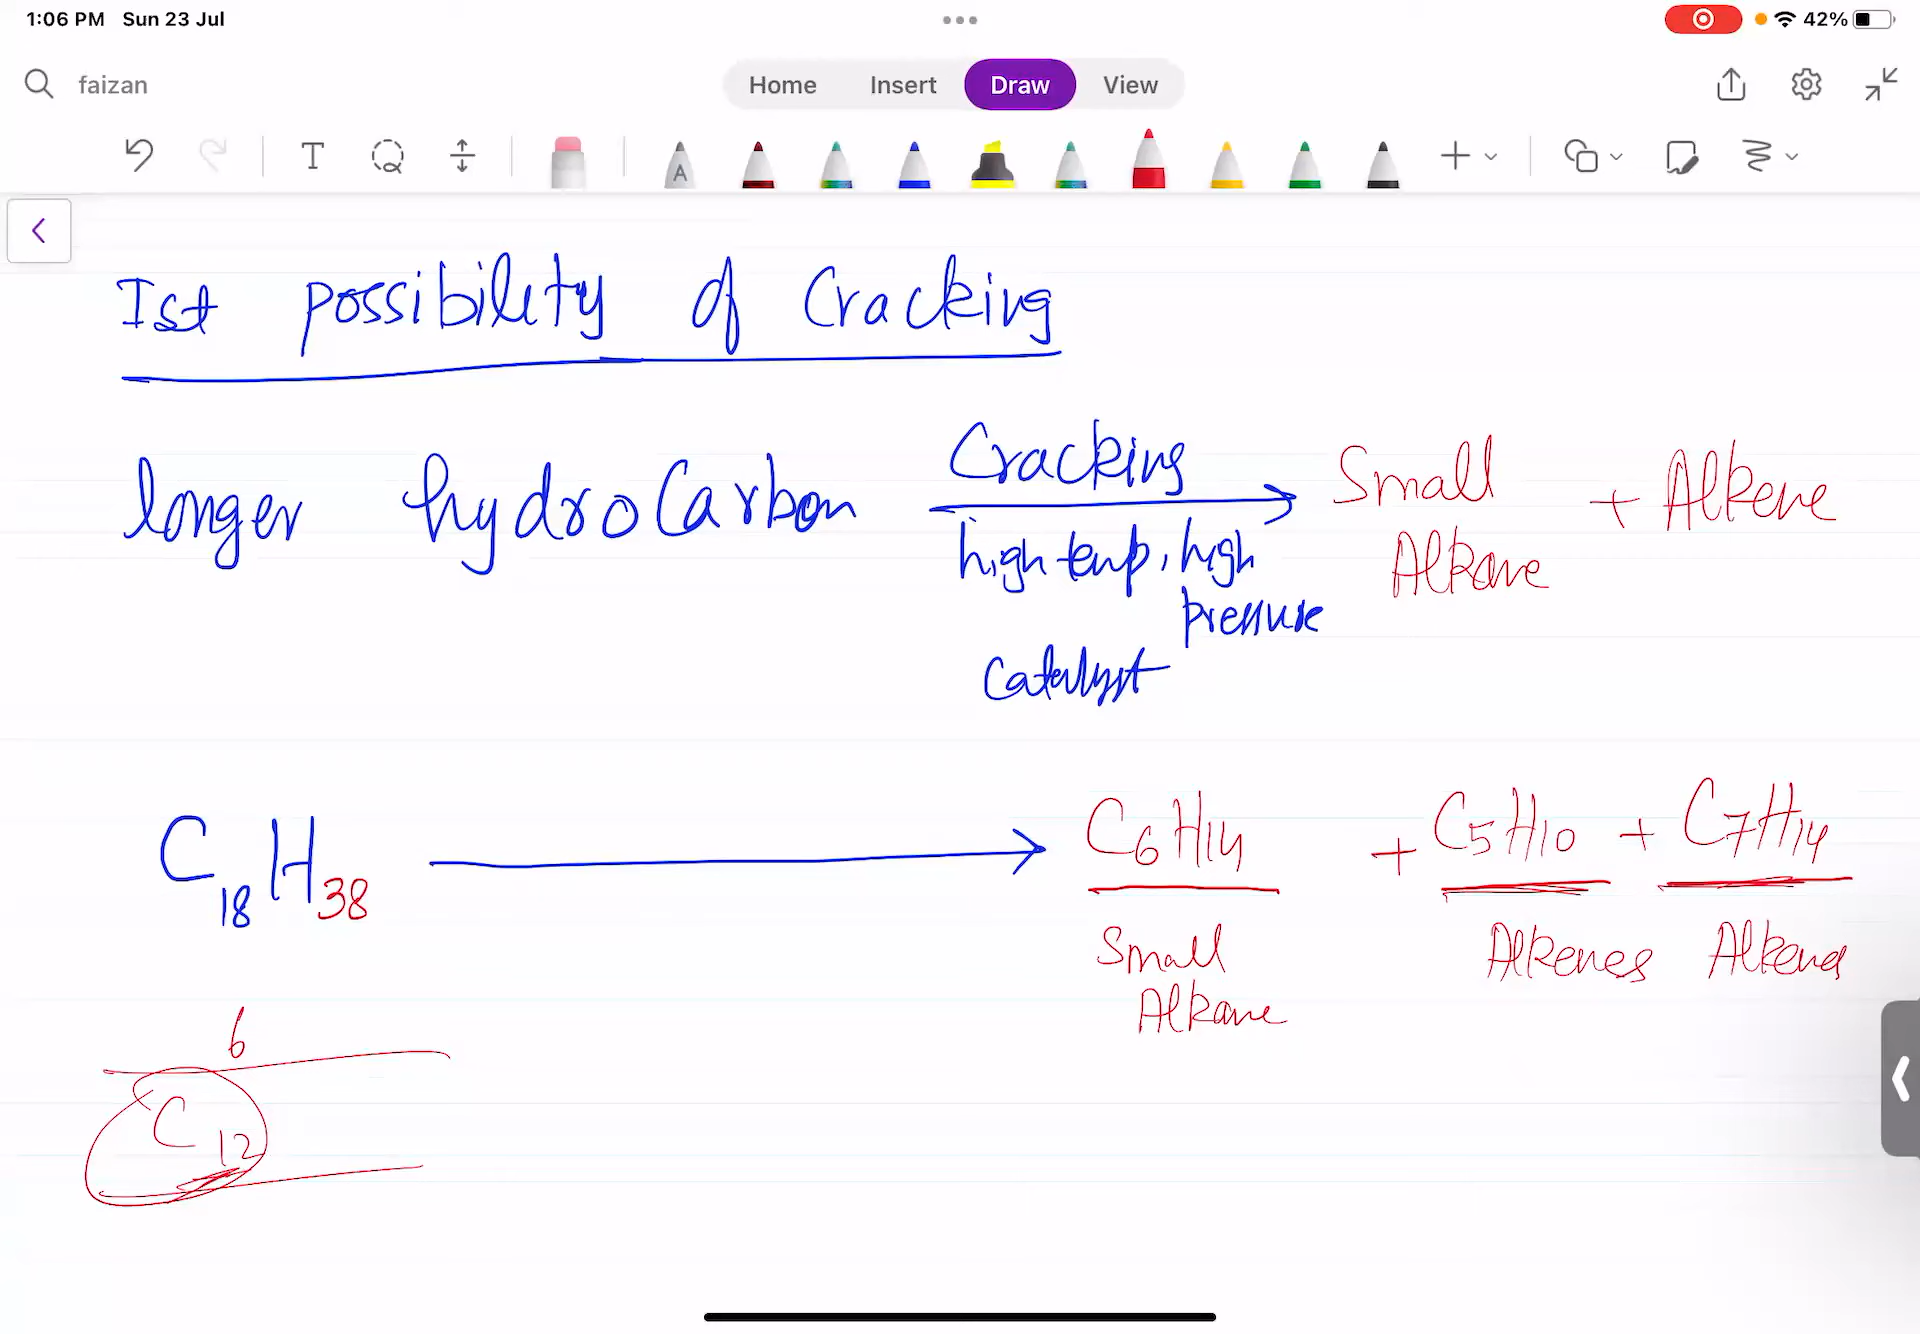 1:06 PM Sun 23 Jul
42%
faizan
Home Insert Draw View
T
A
Ist possibility of Cracking
longer hydroCarbon Cracking Small + Alkene
high temp, high Alkane
pressure
Catalyst
C18H38 C6H14 + C5H10 + C7H14
Small Alkenes Alkenes
Alkane
6
C12